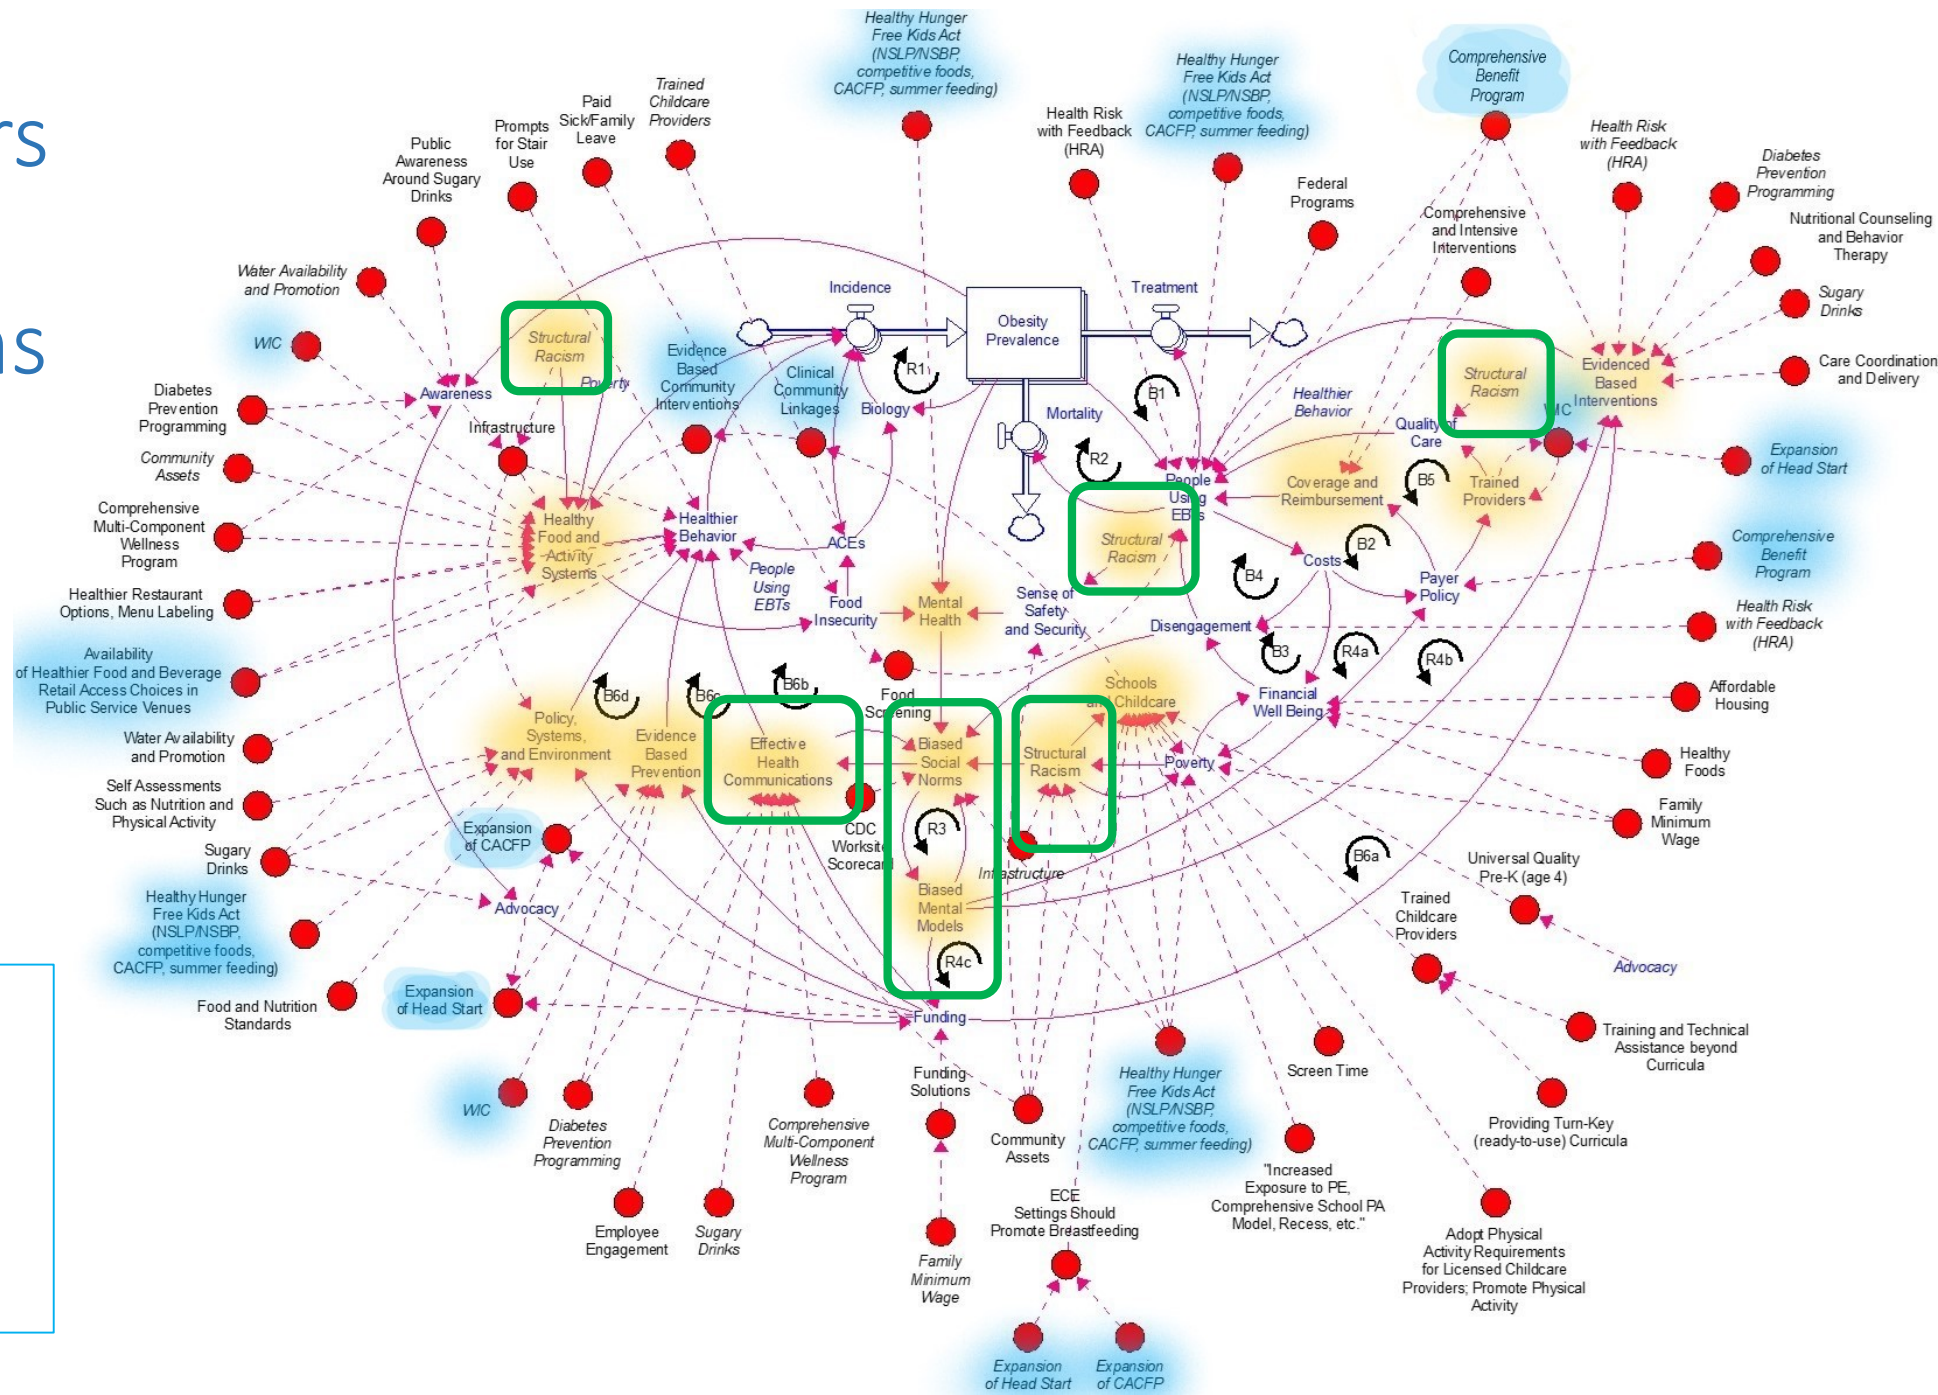 rs
ns
Healthy Hunger
Free Kids Act
(NSLP/NSBP,
competitive foods,
CACFP, summer feeding)
Healthy Hunger
Free Kids Act
(NSLP/NSBP,
competitive foods,
CACFP, summer feeding)
Comprehensive
Benefit
Program
Trained
Childcare
Providers
Paid
Sick/Family
Leave
Prompts
for Stair
Use
Public
Awareness
Around Sugary
Drinks
Health Risk
with Feedback
(HRA)
Federal
Programs
Comprehensive
and Intensive
Interventions
Health Risk
with Feedback
(HRA)
Diabetes
Prevention
Programming
Nutritional Counseling
and Behavior
Therapy
Sugary
Drinks
Care Coordination
and Delivery
Water Availability
and Promotion
WIC
Diabetes
Prevention
Programming
Community
Assets
Comprehensive
Multi-Component
Wellness
Program
Healthier Restaurant
Options, Menu Labeling
Availability
of Healthier Food and Beverage
Retail Access Choices in
Public Service Venues
Water Availability
and Promotion
Self Assessments
Such as Nutrition and
Physical Activity
Sugary
Drinks
Healthy Hunger
Free Kids Act
(NSLP/NSBP,
competitive foods,
CACFP, summer feeding)
Food and Nutrition
Standards
Structural
Racism
Poverty
Awareness
Infrastructure
Evidence
Based
Community
Interventions
Clinical
Community
Linkages
Incidence
R1
Biology
Obesity
Prevalence
Treatment
Mortality
B1
R2
Healthier
Behavior
Quality of
Care
Structural
Racism
Evidenced
Based
Interventions
WIC
Expansion
of Head Start
People
Using
EBTs
Coverage and
Reimbursement
B5
Trained
Providers
Structural
Racism
Healthy
Food and
Activity
Systems
Healthier
Behavior
ACEs
People
Using
EBTs
Food
Insecurity
Mental
Health
Sense of
Safety
and Security
Costs
B2
B4
Payer
Policy
Comprehensive
Benefit
Program
Disengagement
Health Risk
with Feedback
(HRA)
B3
R4a
R4b
Affordable
Housing
Financial
Well Being
Healthy
Foods
Family
Minimum
Wage
Schools
and Childcare
Poverty
Food
Screening
B6d
B6c
B6b
Policy,
Systems,
and Environment
Evidence
Based
Prevention
Effective
Health
Communications
Biased
Social
Norms
Structural
Racism
CDC
Worksite
Scorecard
R3
Infrastructure
Biased
Mental
Models
R4c
B6a
Expansion
of CACFP
Advocacy
Expansion
of Head Start
Funding
WIC
Diabetes
Prevention
Programming
Employee
Engagement
Sugary
Drinks
Comprehensive
Multi-Component
Wellness
Program
Funding
Solutions
Family
Minimum
Wage
Community
Assets
ECE
Settings Should
Promote Breastfeeding
Expansion
of Head Start
Expansion
of CACFP
Healthy Hunger
Free Kids Act
(NSLP/NSBP,
competitive foods,
CACFP, summer feeding)
"Increased
Exposure to PE,
Comprehensive School PA
Model, Recess, etc."
Screen Time
Universal Quality
Pre-K (age 4)
Trained
Childcare
Providers
Advocacy
Training and Technical
Assistance beyond
Curricula
Providing Turn-Key
(ready-to-use) Curricula
Adopt Physical
Activity Requirements
for Licensed Childcare
Providers; Promote Physical
Activity